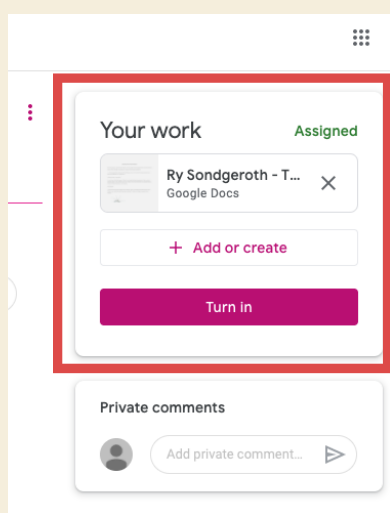 Your work
Assigned
Ry Sondgeroth - T...
Google Docs
+ Add or create
Turn in
Private comments
Add private comment...